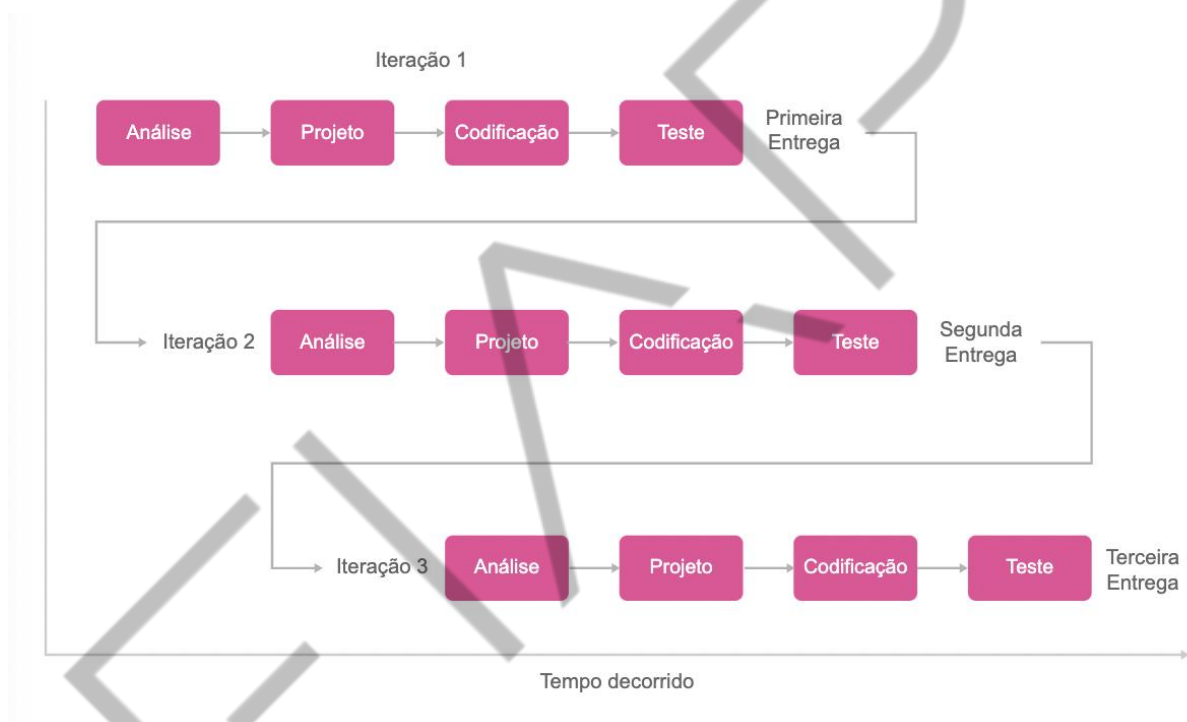 Iteração 1
Análise
Projeto
Codificação
Teste
Primeira
Entrega
Iteração 2
Análise
Projeto
Codificação
Teste
Segunda
Entrega
Iteração 3
Análise
Projeto
Codificação
Teste
Terceira
Entrega
Tempo decorrido